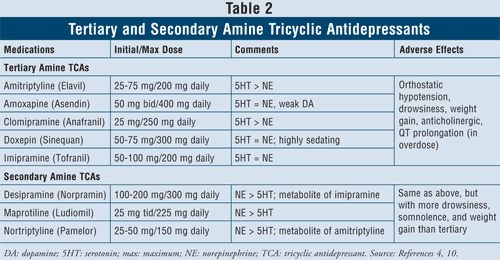 Table 2
Tertiary and Secondary Amine Tricyclic Antidepressants
Medications Initial/Max Dose Comments Adverse Effects
Tertiary Amine TCAs
Amitriptyline (Elavil) 25-75 mg/200 mg daily 5HT > NE
Amoxapine (Asendin) 50 mg bid/400 mg daily 5HT = NE, weak DA
Clomipramine (Anafranil) 25 mg/250 mg daily 5HT > NE
Doxepin (Sinequan) 50-75 mg/300 mg daily 5HT = NE; highly sedating
Imipramine (Tofranil) 50-100 mg/200 mg daily 5HT = NE
Orthostatic
hypotension,
drowsiness, weight
gain, anticholinergic,
QT prolongation (in
overdose)
Secondary Amine TCAs
Desipramine (Norpramin) 100-200 mg/300 mg daily NE > 5HT; metabolite of imipramine
Maprotiline (Ludiomil) 25 mg tid/225 mg daily NE > 5HT
Nortriptyline (Pamelor) 25-50 mg/150 mg daily NE > 5HT; metabolite of amitriptyline
Same as above, but
with more drowsiness,
somnolence, and weight
gain than tertiary
DA: dopamine; 5HT: serotonin; max: maximum; NE: norepinephrine; TCA: tricyclic antidepressant. Source: References 4, 10.